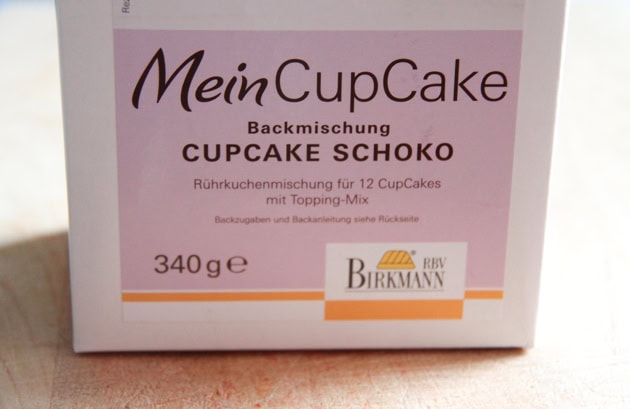 Mein CupCake
Backmischung
CUPCAKE SCHOKO
Rührkuchenmischung für 12 CupCakes
mit Topping-Mix
Backzugaben und Backanleitung siehe Rückseite
340 g ℮
RBV
BIRKMANN